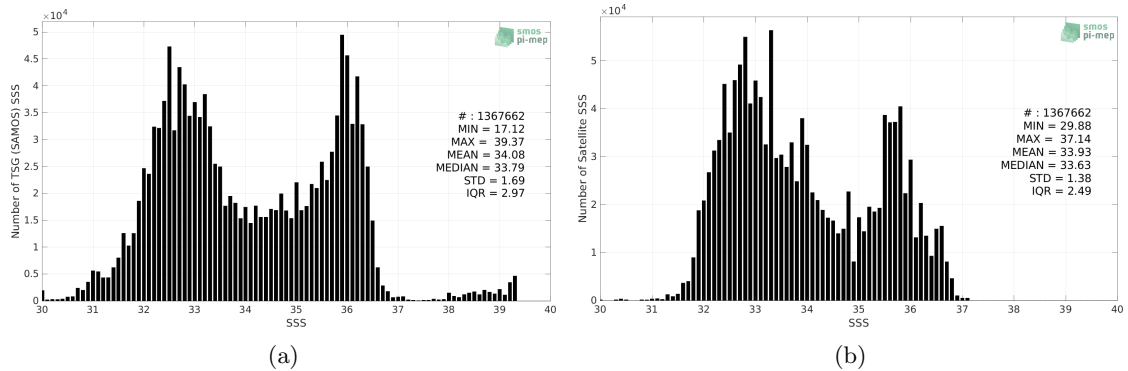 ×10⁴
5
4.5
4
3.5
3
2.5
2
1.5
1
0.5
0
30 31 32 33 34 35 36 37 38 39 40
SSS
Number of TSG (SAMOS) SSS
smos
pi-mep
# : 1367662
MIN = 17.12
MAX = 39.37
MEAN = 34.08
MEDIAN = 33.79
STD = 1.69
IQR = 2.97
(a)
×10⁴
5
4
3
2
1
0
30 31 32 33 34 35 36 37 38 39 40
SSS
Number of Satellite SSS
smos
pi-mep
# : 1367662
MIN = 29.88
MAX = 37.14
MEAN = 33.93
MEDIAN = 33.63
STD = 1.38
IQR = 2.49
(b)